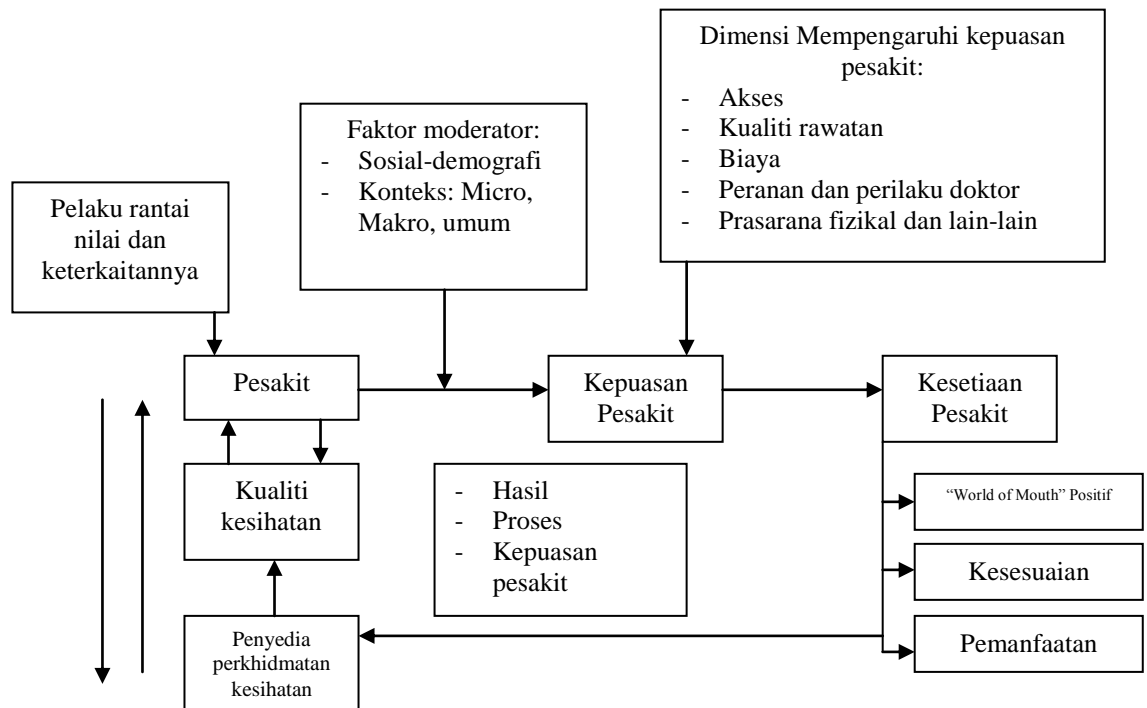 Dimensi Mempengaruhi kepuasan
pesakit:
- Akses
- Kualiti rawatan
- Biaya
- Peranan dan perilaku doktor
- Prasarana fizikal dan lain-lain
Faktor moderator:
- Sosial-demografi
- Konteks: Micro,
Makro, umum
Pelaku rantai
nilai dan
keterkaitannya
Pesakit
Kepuasan
Pesakit
Kesetiaan
Pesakit
Kualiti
kesihatan
- Hasil
- Proses
- Kepuasan
pesakit
“World of Mouth” Positif
Kesesuaian
Pemanfaatan
Penyedia
perkhidmatan
kesihatan